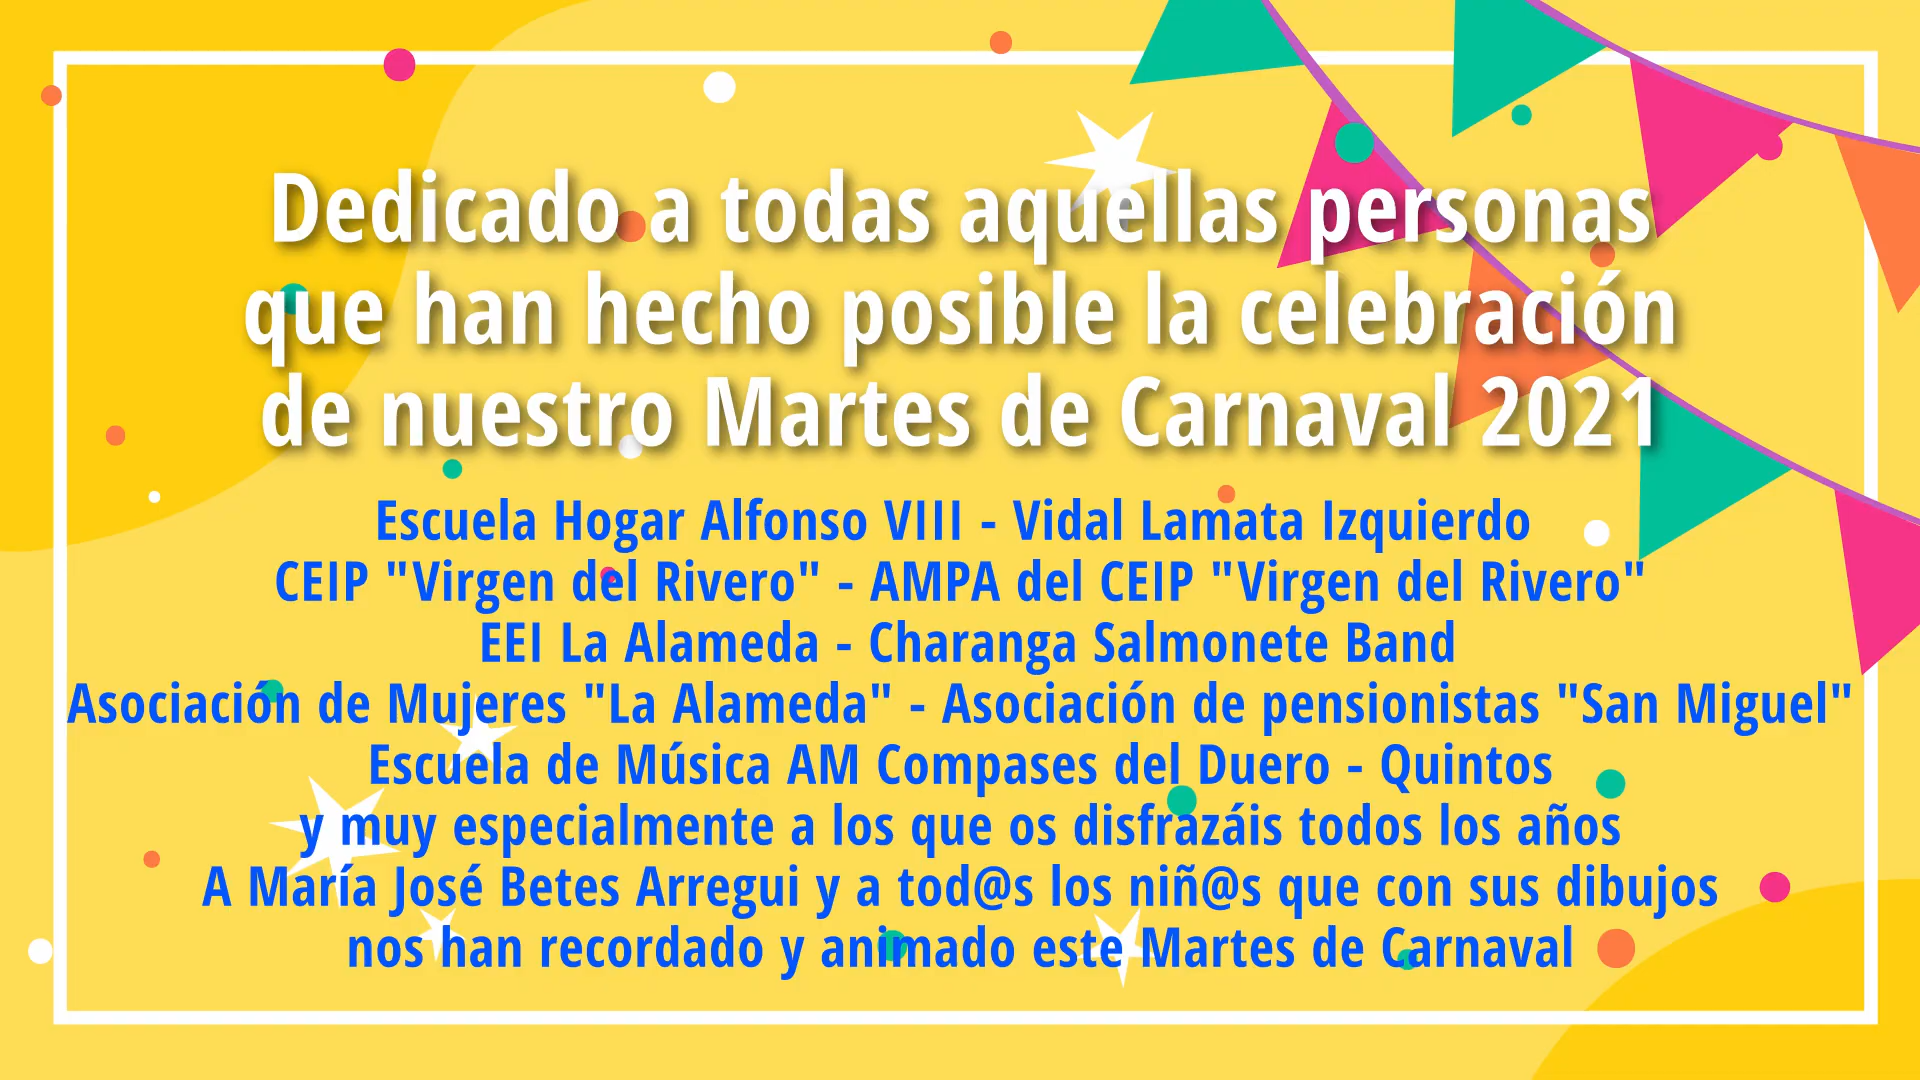 Dedicado a todas aquellas personas
que han hecho posible la celebración
de nuestro Martes de Carnaval 2021
Escuela Hogar Alfonso VIII - Vidal Lamata Izquierdo
CEIP "Virgen del Rivero" - AMPA del CEIP "Virgen del Rivero"
EEI La Alameda - Charanga Salmonete Band
Asociación de Mujeres "La Alameda" - Asociación de pensionistas "San Miguel"
Escuela de Música AM Compases del Duero - Quintos
y muy especialmente a los que os disfrazáis todos los años
A María José Betes Arregui y a tod@s los niñ@s que con sus dibujos
nos han recordado y animado este Martes de Carnaval